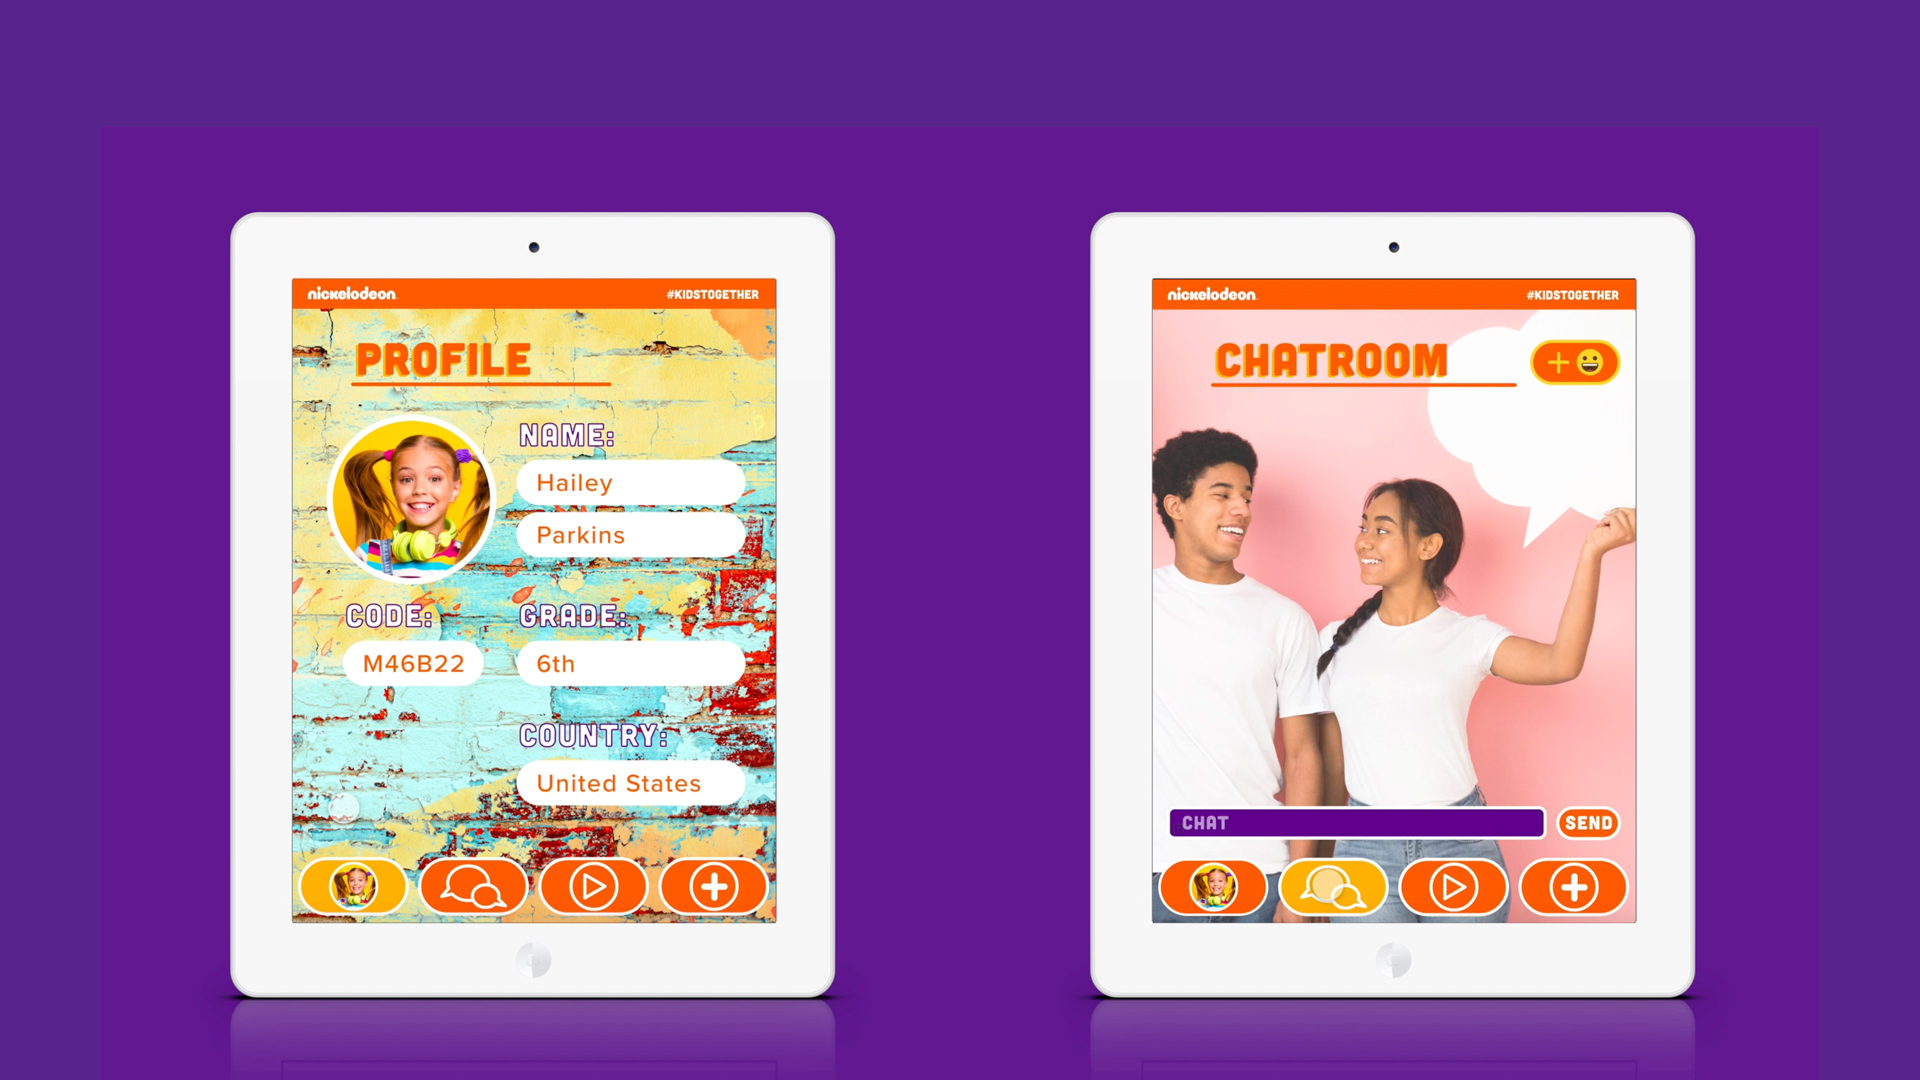 nickelodeon
#KIDSTOGETHER
PROFILE
NAME:
Hailey
Parkins
CODE:
GRADE:
M46B22
6th
COUNTRY:
United States
nickelodeon
#KIDSTOGETHER
CHATROOM
CHAT
SEND